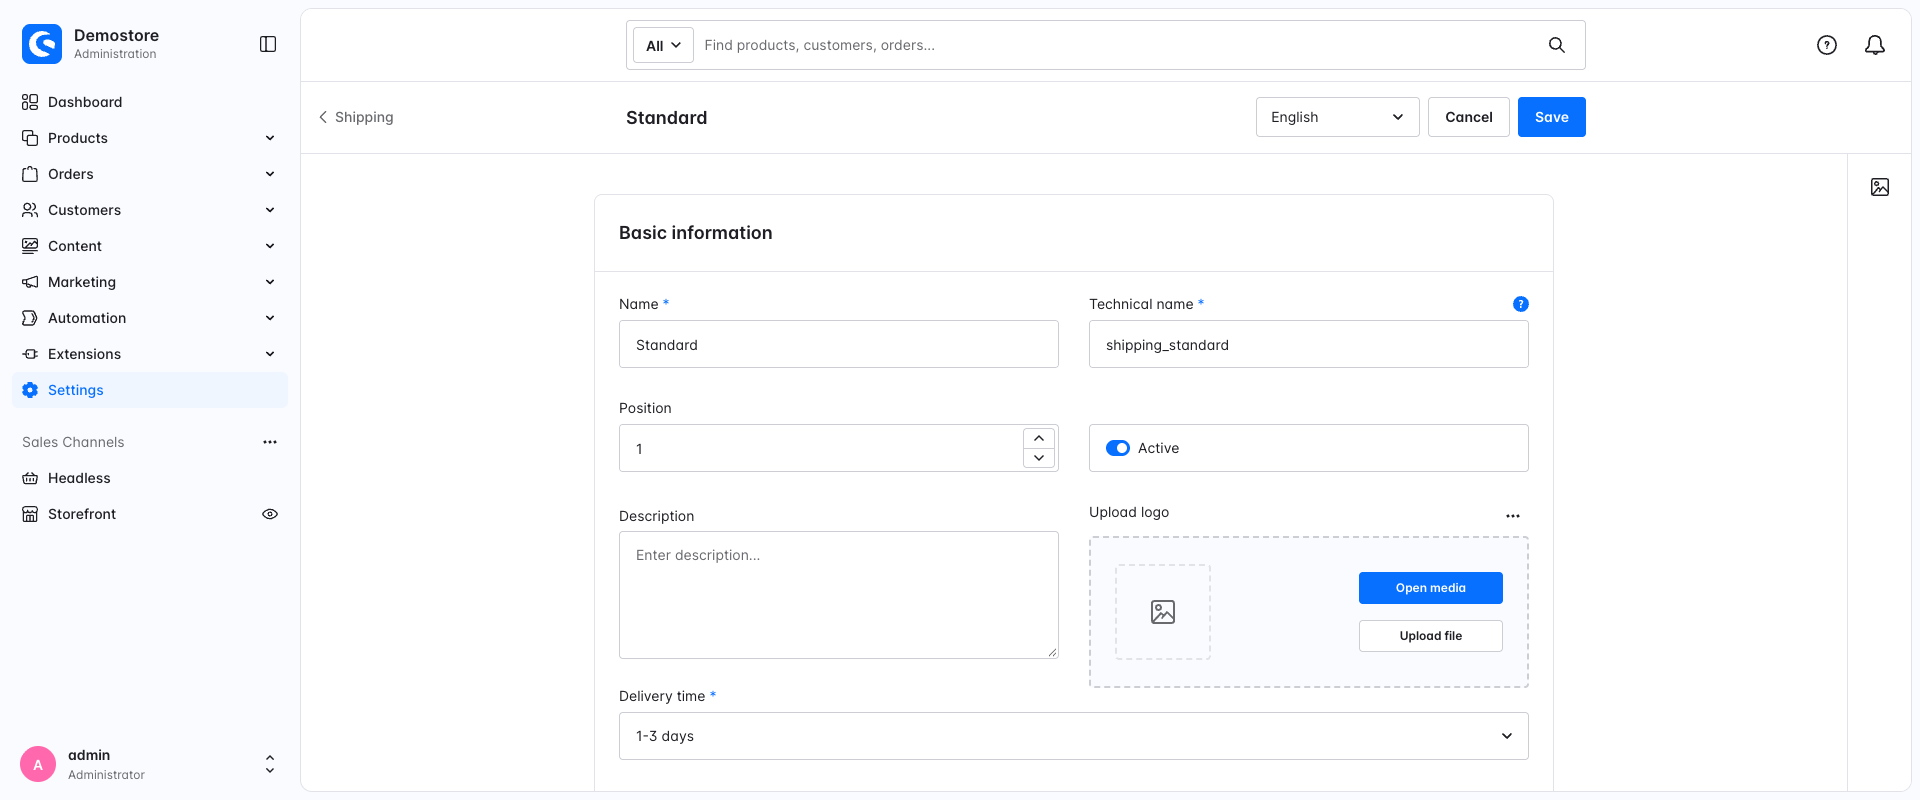 Demostore
Administration
Dashboard
Products
Orders
Customers
Content
Marketing
Automation
Extensions
Settings
Sales Channels
Headless
Storefront
A
admin
Administrator
All
Find products, customers, orders...
Shipping
Standard
English
Cancel
Save
Basic information
Name *
Technical name *
Standard
shipping_standard
Position
1
Active
Description
Upload logo
Enter description...
Open media
Upload file
Delivery time *
1-3 days